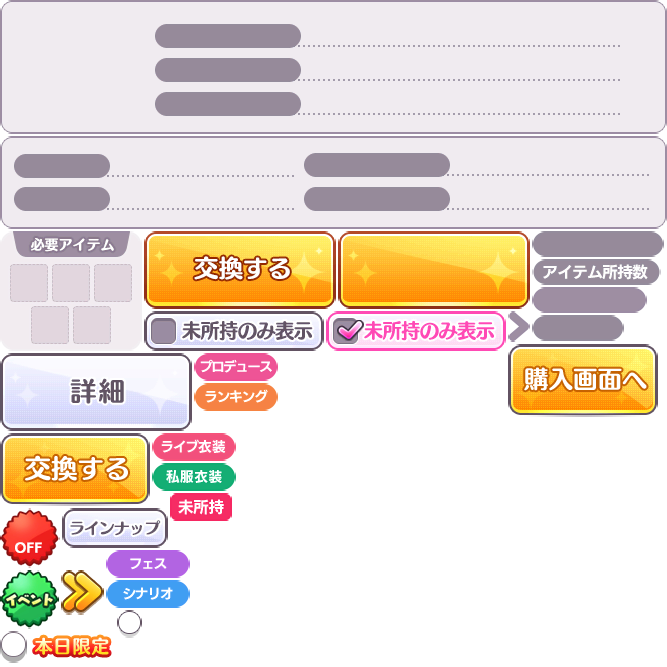 必要アイテム
交換する
アイテム所持数
未所持のみ表示
未所持のみ表示
詳細
プロデュース
ランキング
購入画面へ
交換する
ライブ衣装
私服衣装
未所持
OFF
ラインナップ
フェス
イベント
シナリオ
本日限定